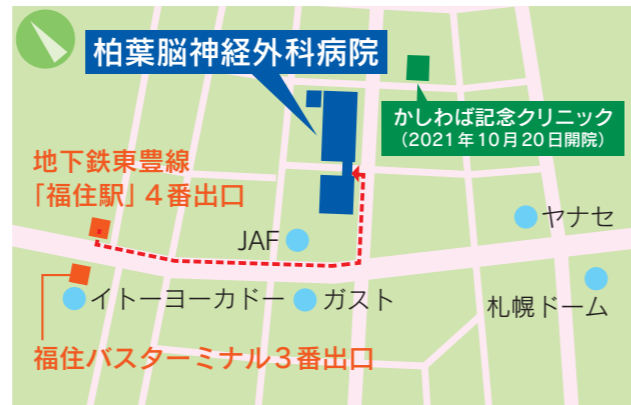 柏葉脳神経外科病院
かしわば記念クリニック
（2021年10月20日開院）
地下鉄東豊線
「福住駅」４番出口
ヤナセ
JAF
イトーヨーカドー
ガスト
札幌ドーム
福住バスターミナル３番出口